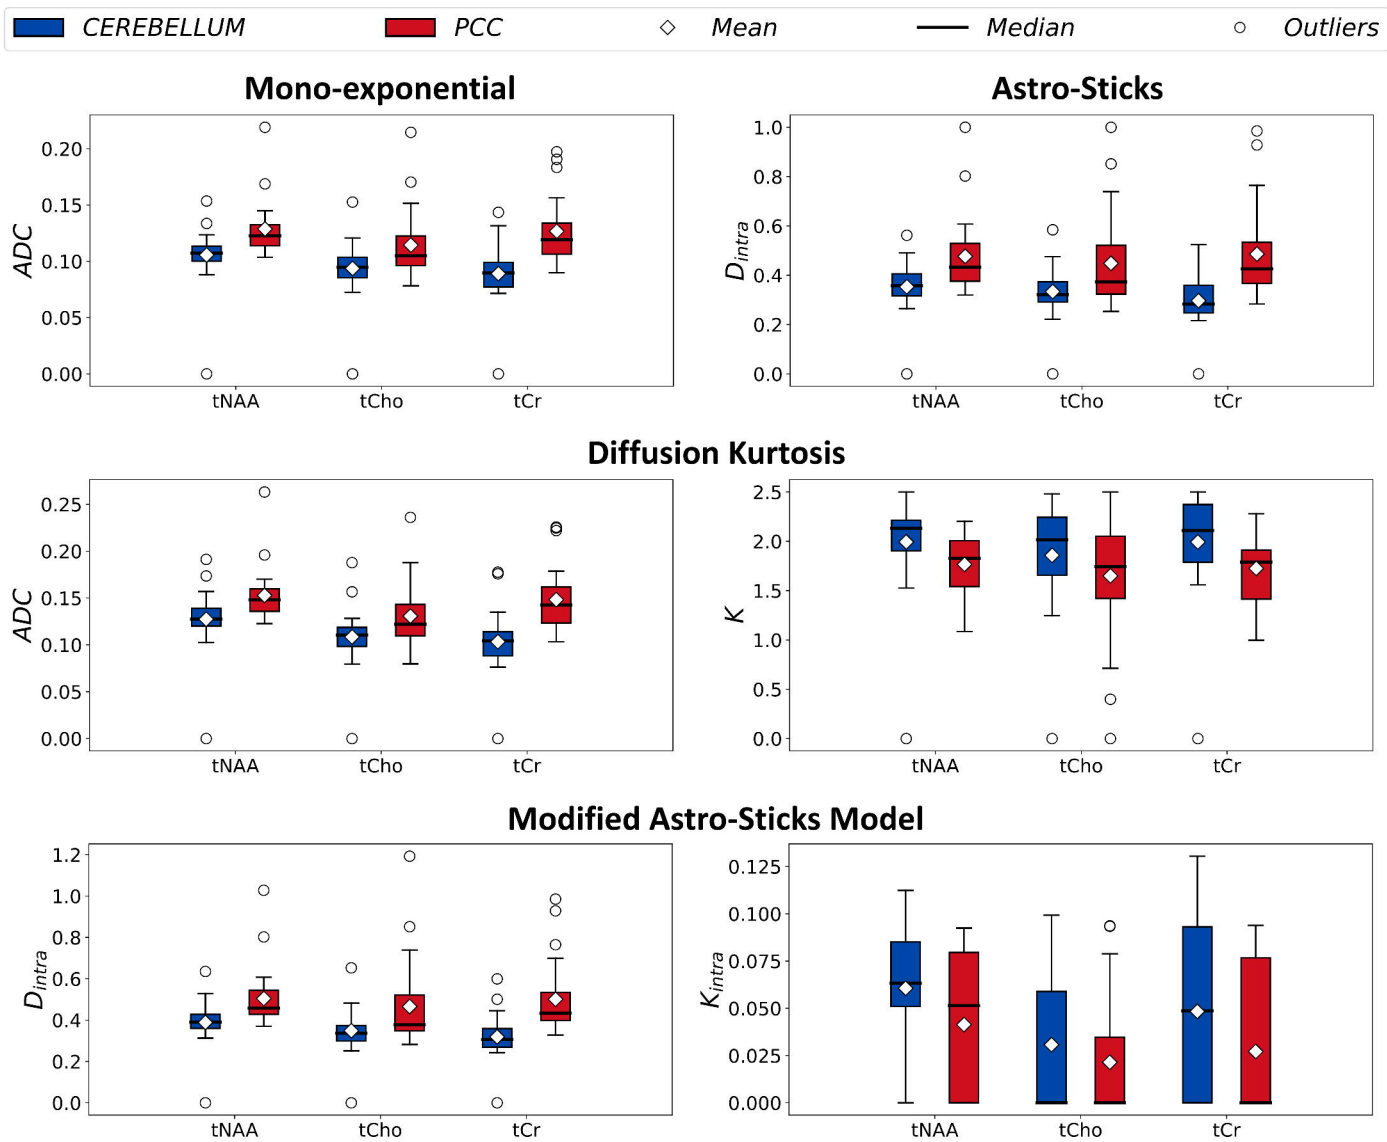 CEREBELLUM PCC Mean Median Outliers
Mono-exponential
0.20
0.15
0.10
0.05
0.00
ADC
tNAA tCho tCr
Astro-Sticks
1.0
0.8
0.6
0.4
0.2
0.0
Dintra
tNAA tCho tCr
Diffusion Kurtosis
0.25
0.20
0.15
0.10
0.05
0.00
ADC
tNAA tCho tCr
2.5
2.0
1.5
1.0
0.5
0.0
K
tNAA tCho tCr
Modified Astro-Sticks Model
1.2
1.0
0.8
0.6
0.4
0.2
0.0
Dintra
tNAA tCho tCr
0.125
0.100
0.075
0.050
0.025
0.000
Kintra
tNAA tCho tCr